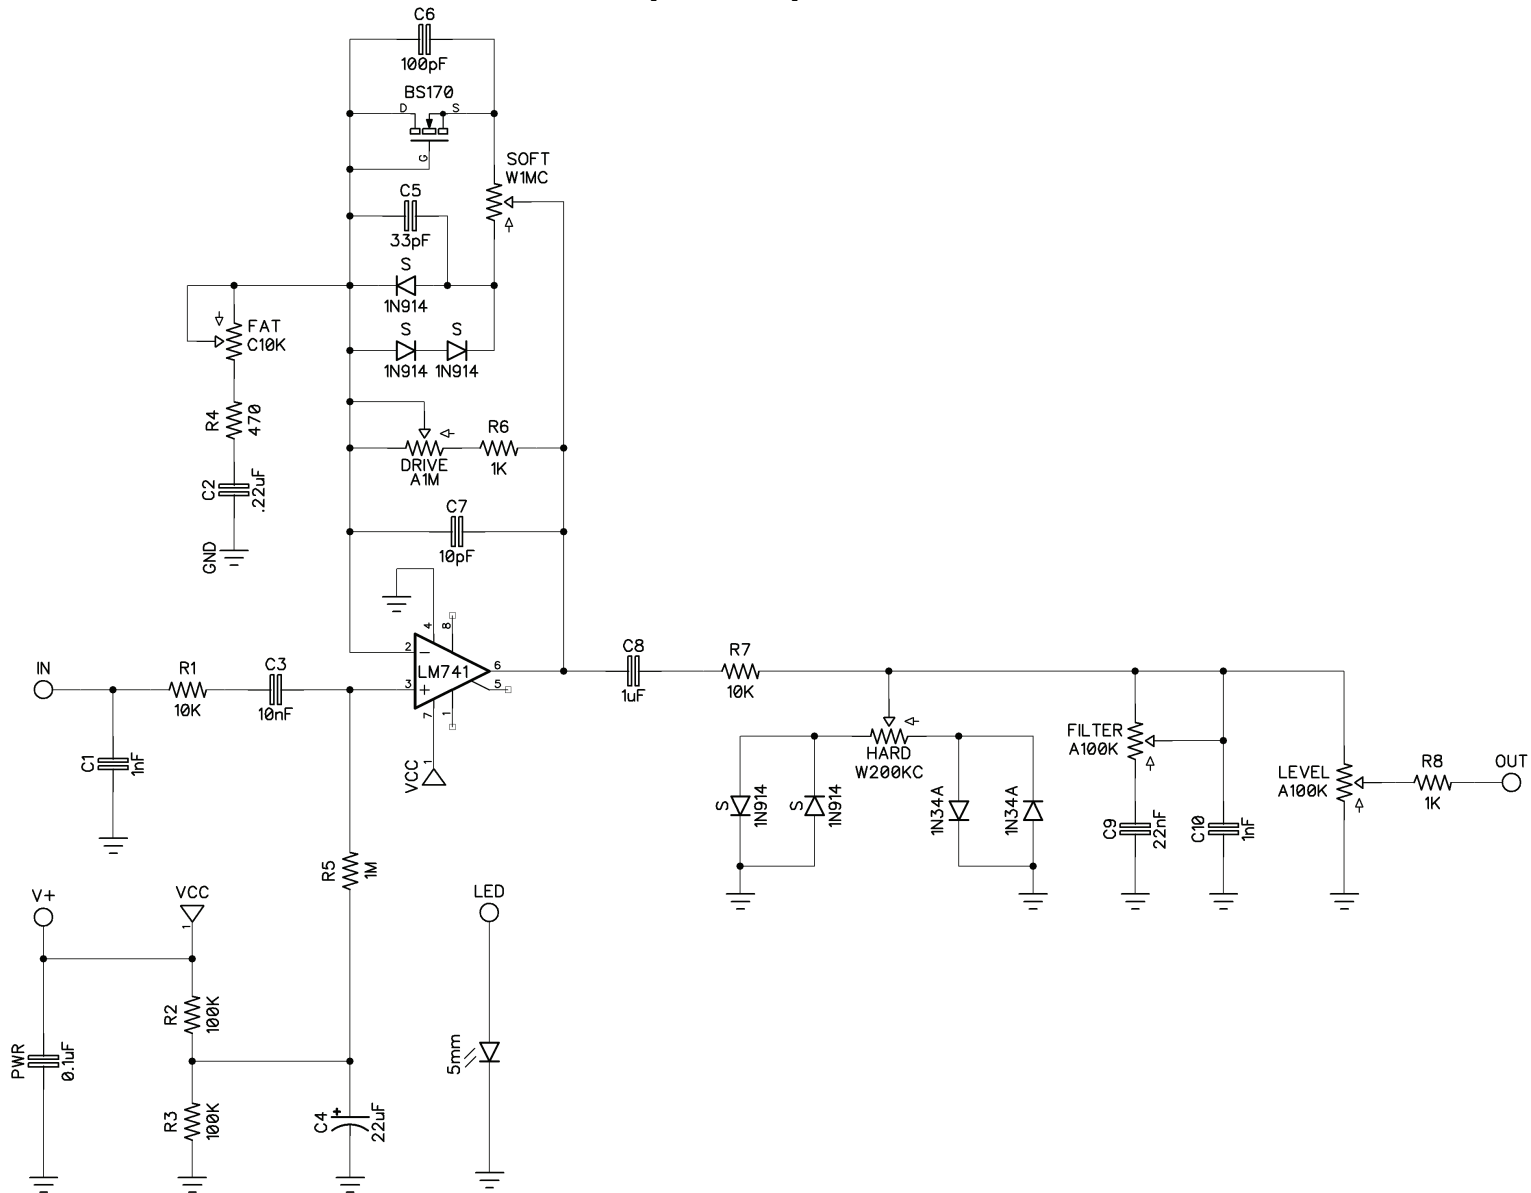 C6
100pF
BS170
D
S
G
SOFT
W1MC
C5
33pF
S
1N914
FAT
C10K
S
S
1N914
1N914
R4
470
DRIVE
A1M
R6
1K
C2
.22uF
GND
C7
10pF
4
8
2
LM741
6
3
5
7
1
VCC
1
IN
R1
10K
C3
10nF
C1
1nF
C8
1uF
R7
10K
HARD
W200KC
S
1N914
S
1N914
1N34A
1N34A
FILTER
A100K
C9
22nF
C10
1nF
LEVEL
A100K
R8
1K
OUT
R5
1M
V+
VCC
1
LED
R2
100K
PWR
0.1uF
R3
100K
C4
+
22uF
5mm